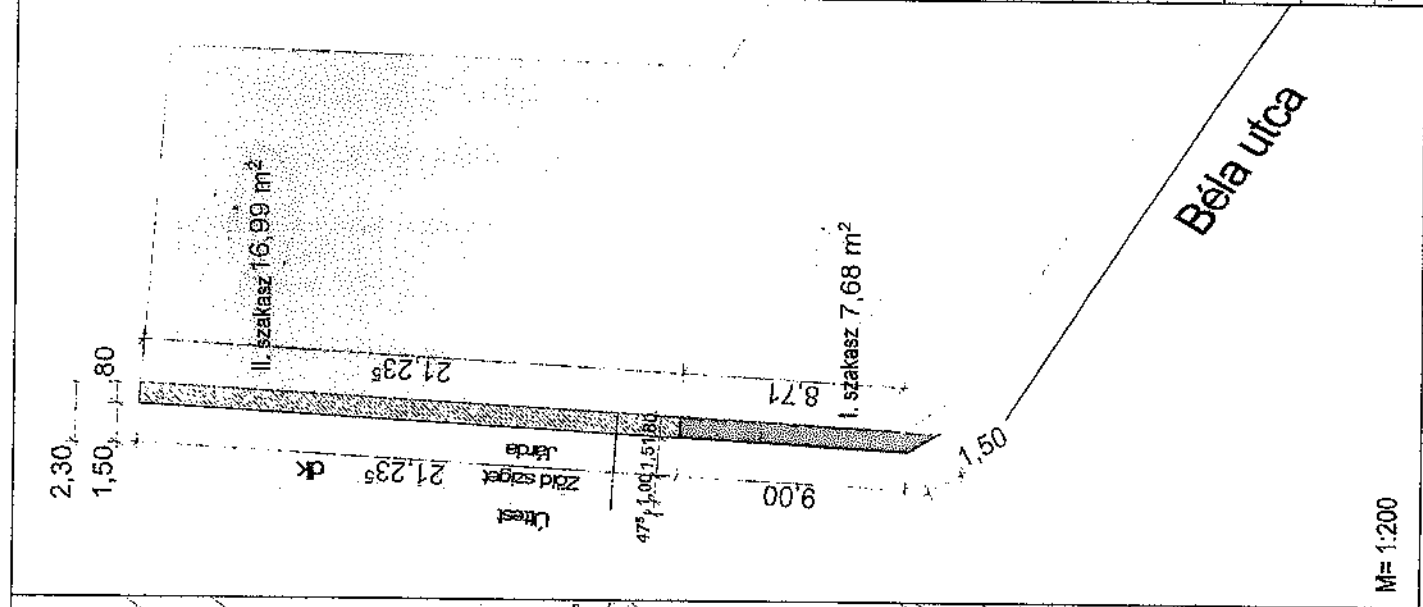 2,30
1,50
,80
II. szakasz 16,99 m²
21,23⁵
21,23⁵
dk
Járda
Zöld sziget
Úttest
47⁵
1,00
1,51
,80
8,71
9,00
I. szakasz 7,68 m²
1,50
Béla utca
M= 1:200